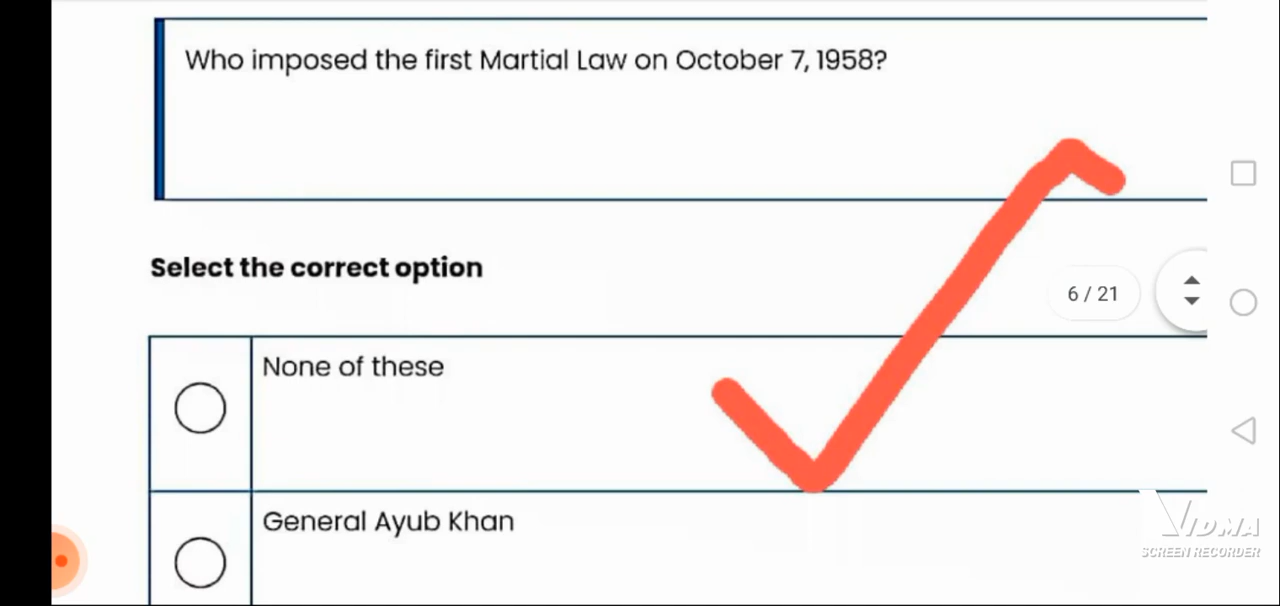 Who imposed the first Martial Law on October 7, 1958?
Select the correct option
6 / 21
None of these
General Ayub Khan
VIDMA
SCREEN RECORDER